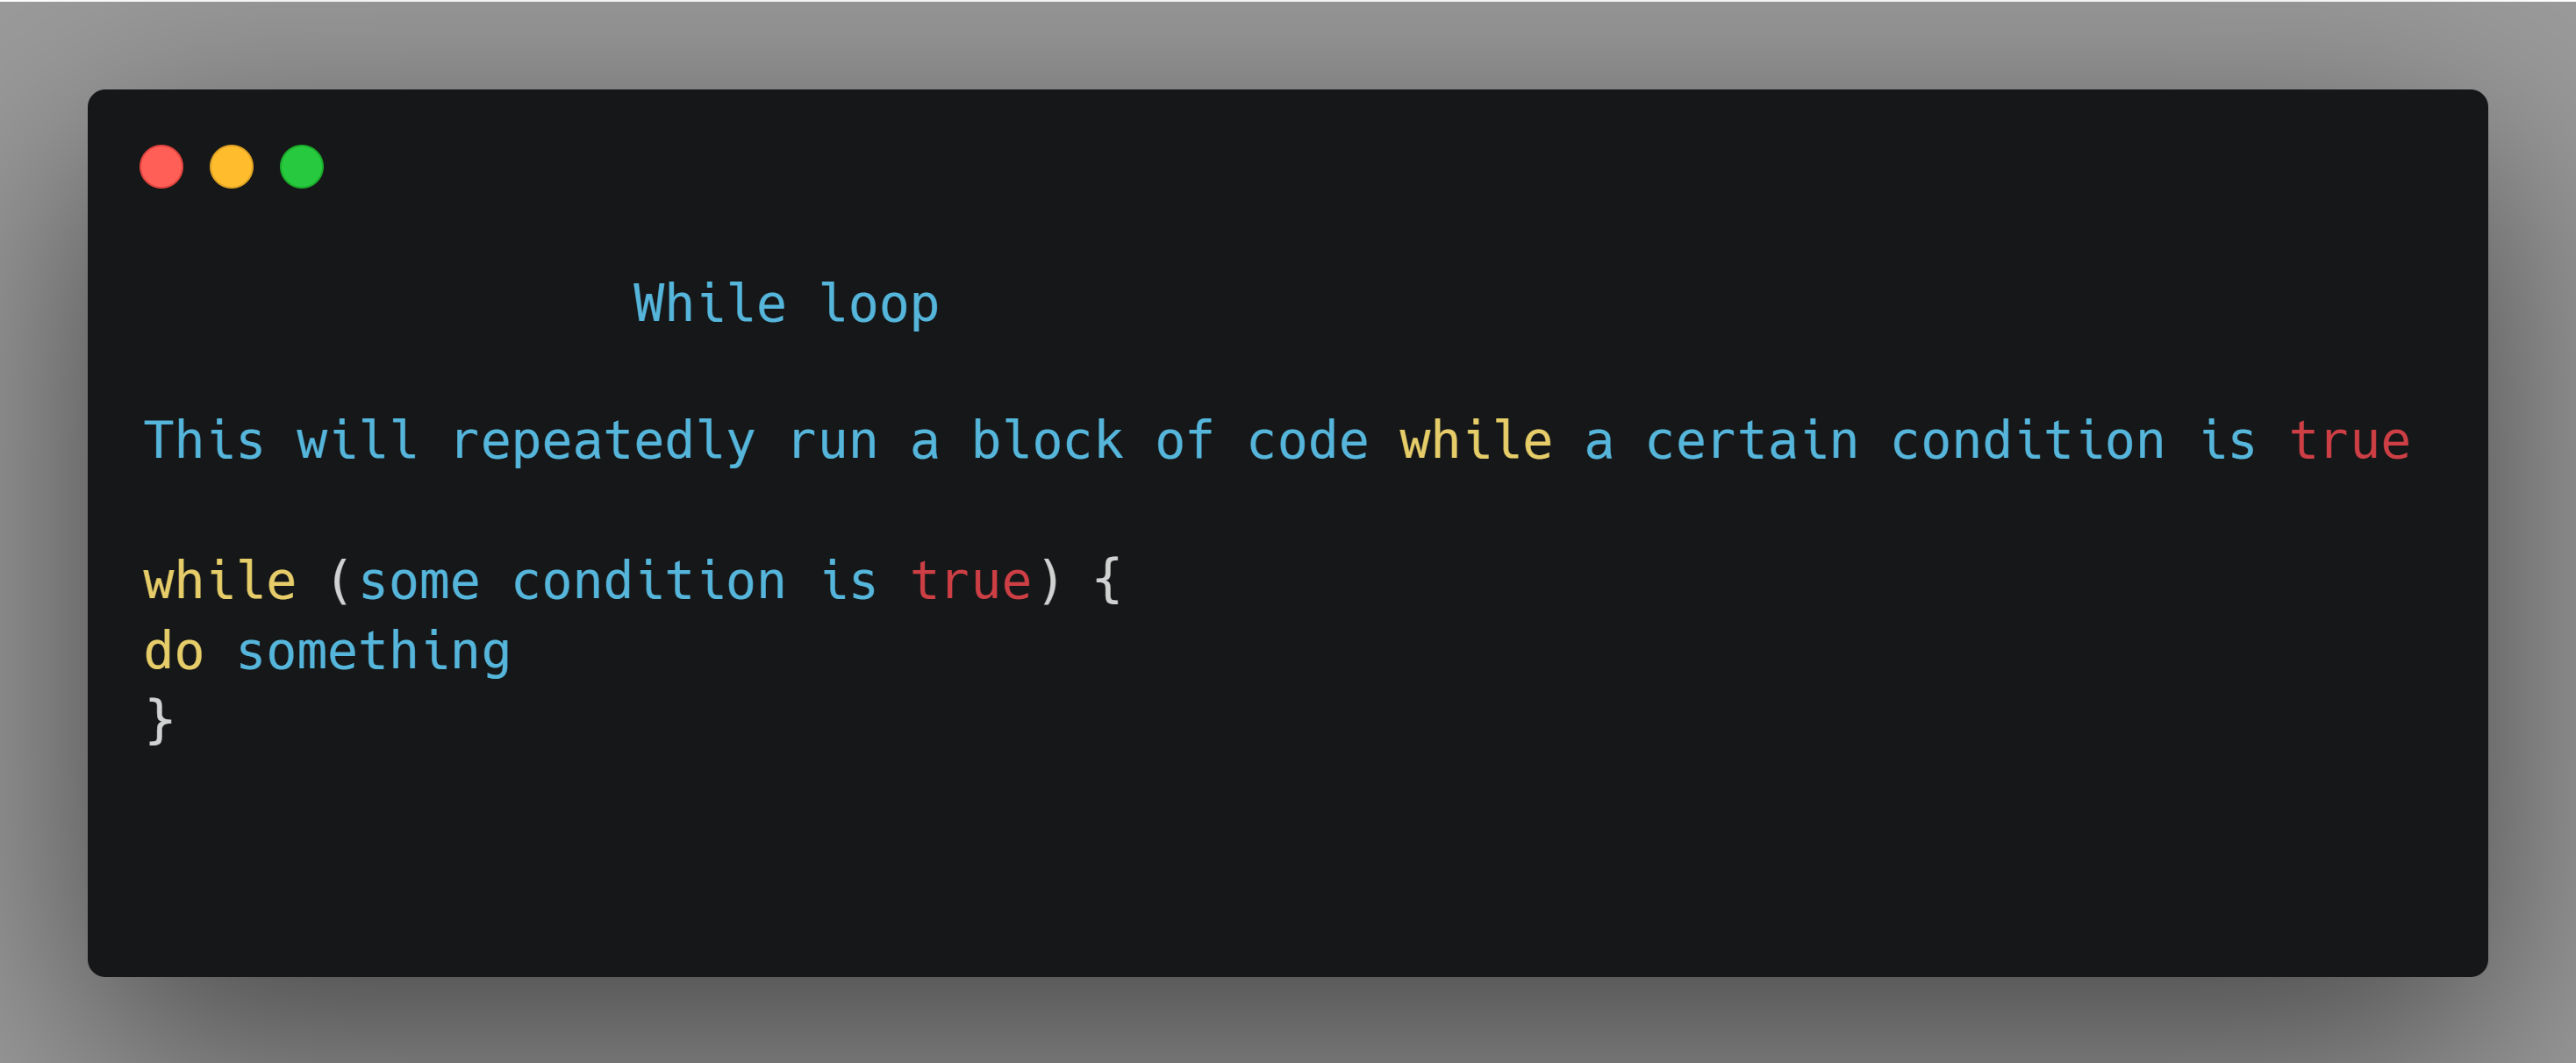 While loop
This will repeatedly run a block of code while a certain condition is true
while (some condition is true) {
do something
}